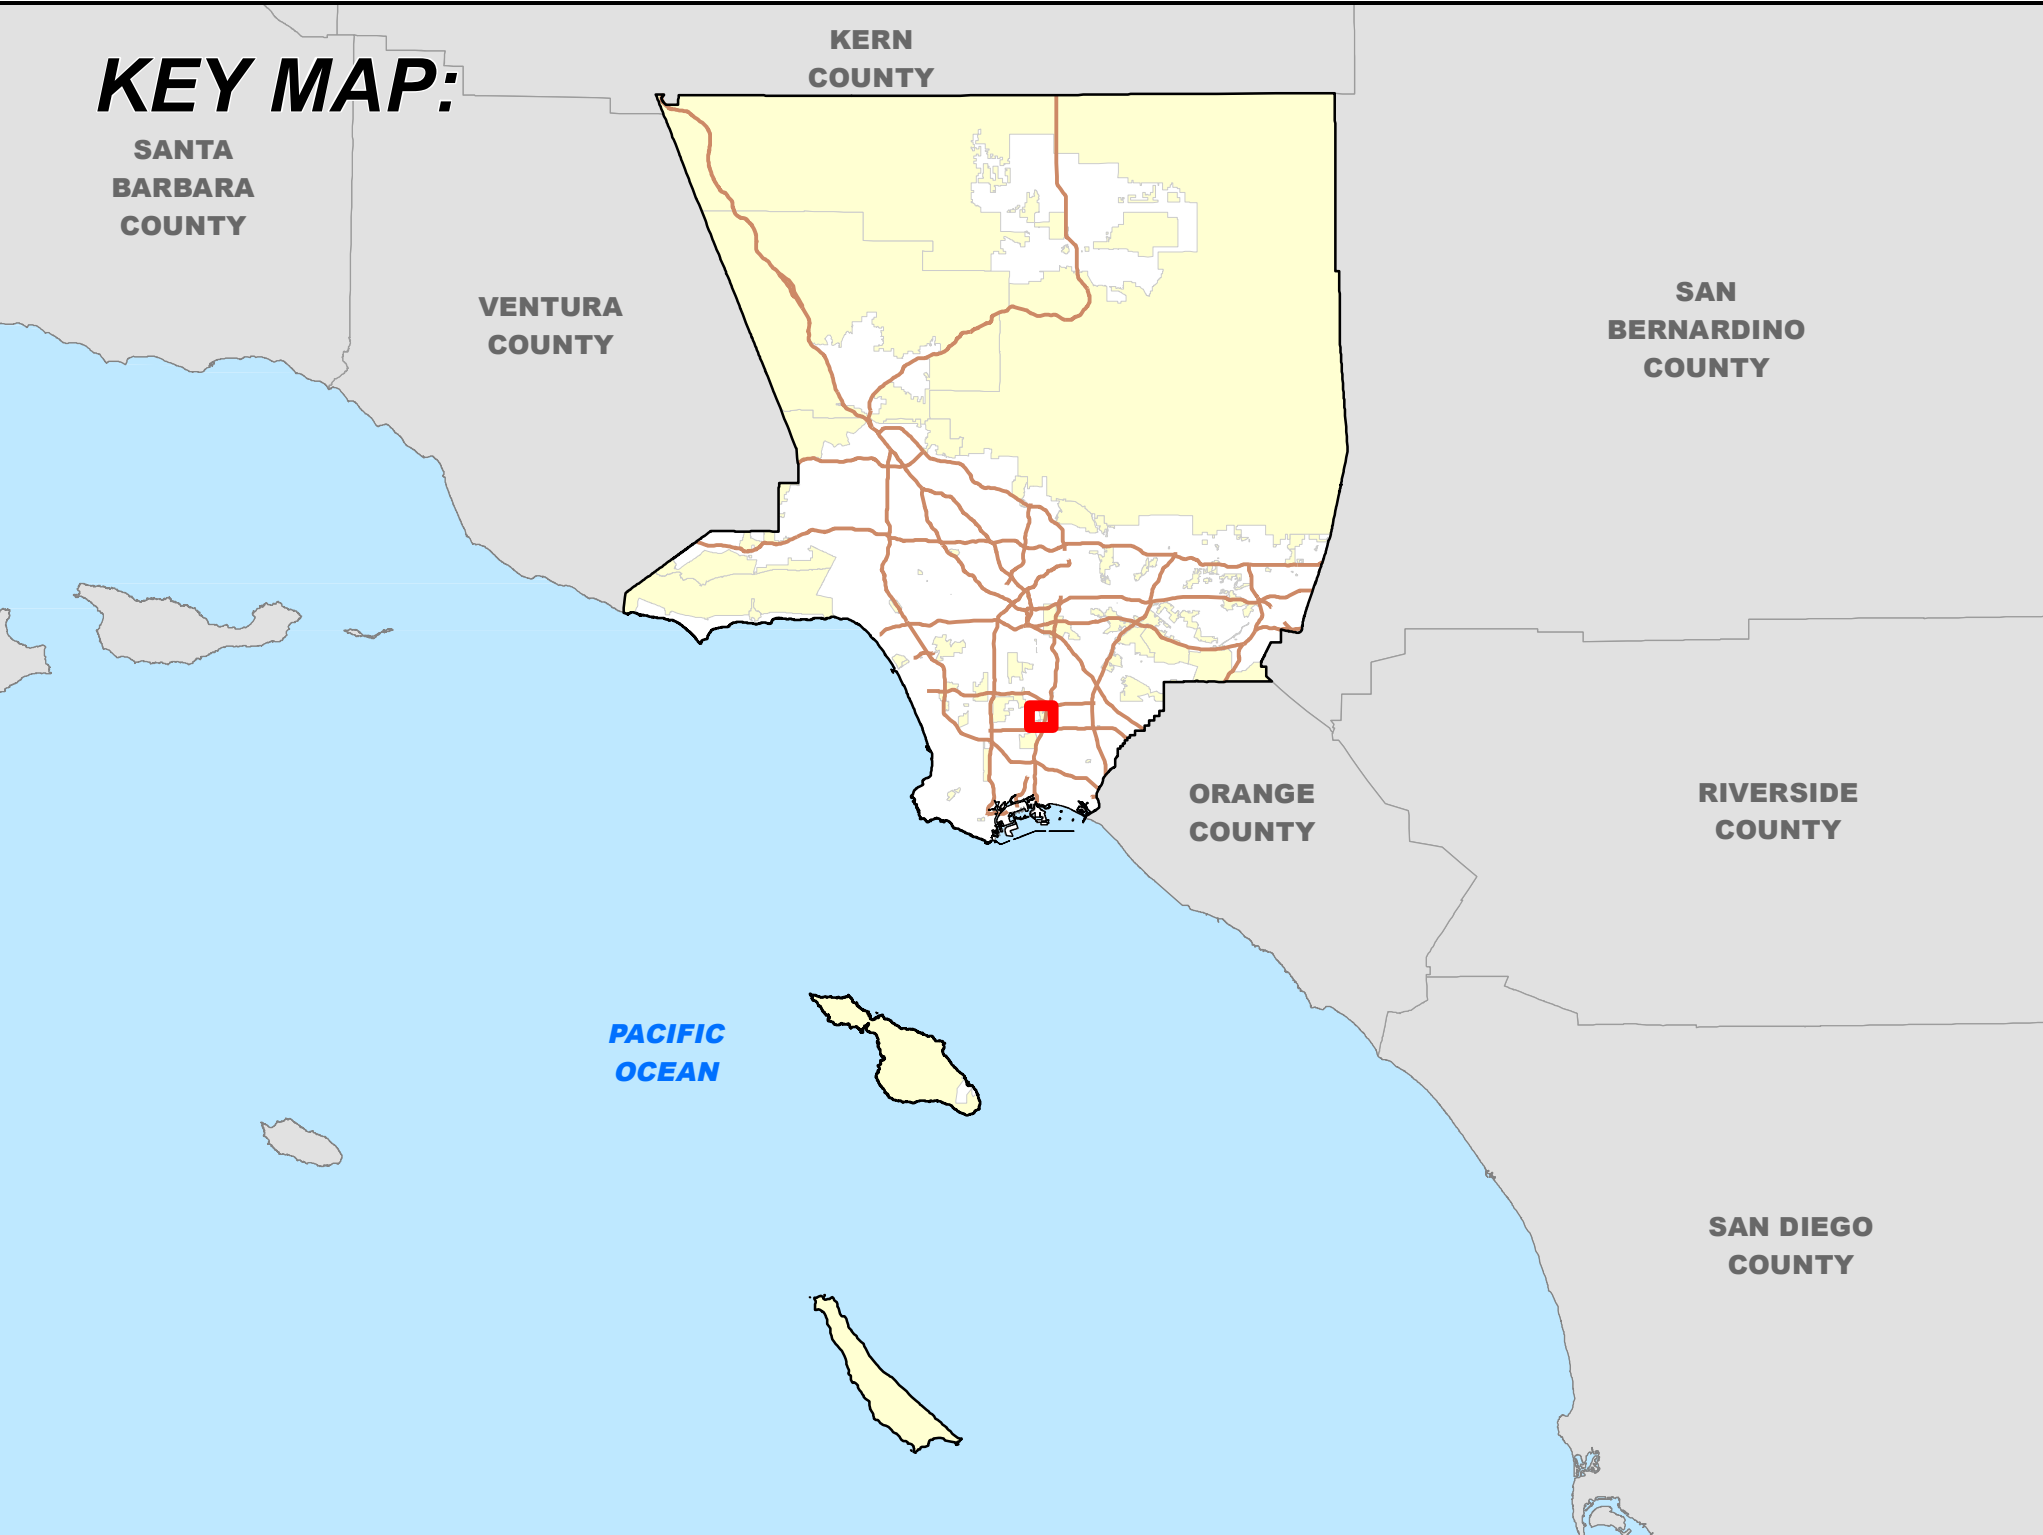 KEY MAP:
KERN
COUNTY
SANTA
BARBARA
COUNTY
VENTURA
COUNTY
SAN
BERNARDINO
COUNTY
ORANGE
COUNTY
RIVERSIDE
COUNTY
PACIFIC
OCEAN
SAN DIEGO
COUNTY